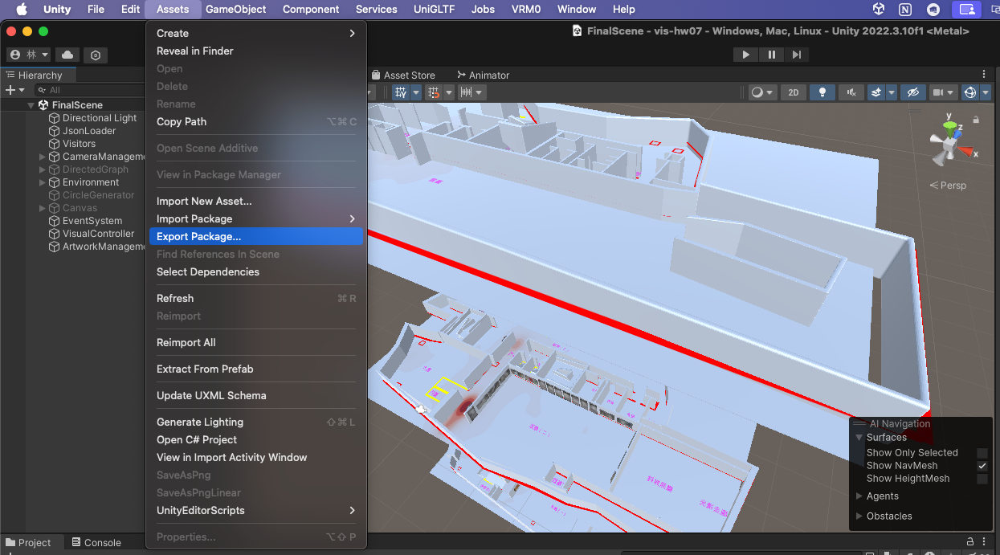 Unity File Edit Assets GameObject Component Services UniGLTF Jobs VRM0 Window Help
FinalScene - vis-hw07 - Windows, Mac, Linux - Unity 2022.3.10f1 <Metal>
林
Hierarchy
All
FinalScene
Directional Light
JsonLoader
Visitors
CameraManageme
DirectedGraph
Environment
CircleGenerator
Canvas
EventSystem
VisualController
ArtworkManageme
Create
Reveal in Finder
Open
Delete
Rename
Copy Path ⌥⌘C
Open Scene Additive
View in Package Manager
Import New Asset...
Import Package
Export Package...
Find References In Scene
Select Dependencies
Refresh ⌘R
Reimport
Reimport All
Extract From Prefab
Update UXML Schema
Generate Lighting ⇧⌘L
Open C# Project
View in Import Activity Window
SaveAsPng
SaveAsPngLinear
UnityEditorScripts
Properties... ⌥⇧P
Asset Store Animator
2D
y
z
x
Persp
AI Navigation
Surfaces
Show Only Selected
Show NavMesh
Show HeightMesh
Agents
Obstacles
Project Console